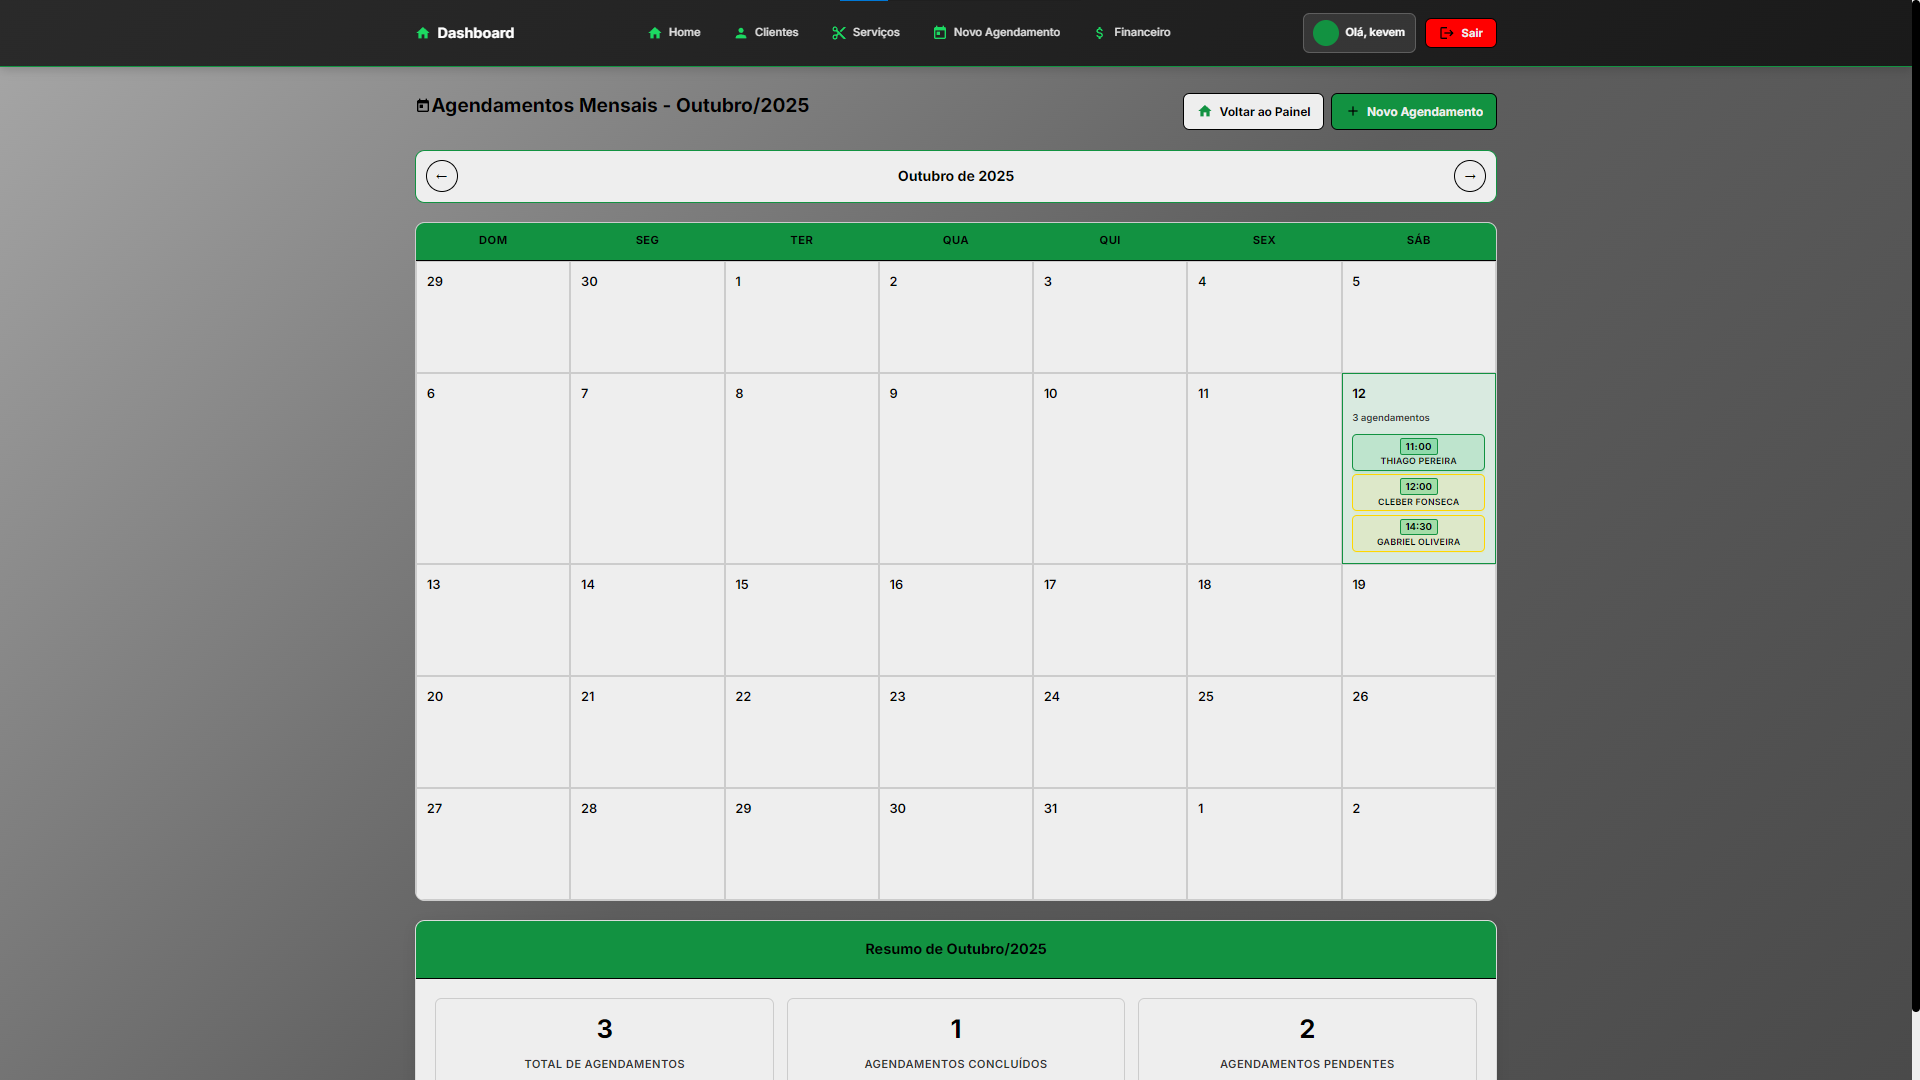 Dashboard
Home Clientes Serviços Novo Agendamento Financeiro
Olá, kevem Sair
Agendamentos Mensais - Outubro/2025
Voltar ao Painel + Novo Agendamento
← Outubro de 2025 →
DOM SEG TER QUA QUI SEX SÁB
29 30 1 2 3 4 5
6 7 8 9 10 11 12
3 agendamentos
11:00
THIAGO PEREIRA
12:00
CLEBER FONSECA
14:30
GABRIEL OLIVEIRA
13 14 15 16 17 18 19
20 21 22 23 24 25 26
27 28 29 30 31 1 2
Resumo de Outubro/2025
3 1 2
TOTAL DE AGENDAMENTOS AGENDAMENTOS CONCLUÍDOS AGENDAMENTOS PENDENTES